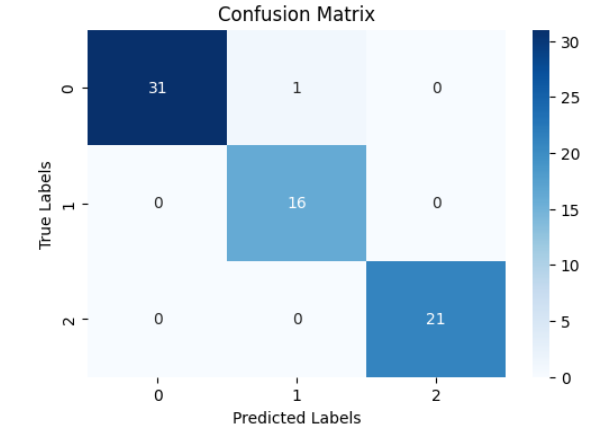 Confusion Matrix
True Labels
0 31 1 0
1 0 16 0
2 0 0 21
0 1 2
Predicted Labels
30
25
20
15
10
5
0